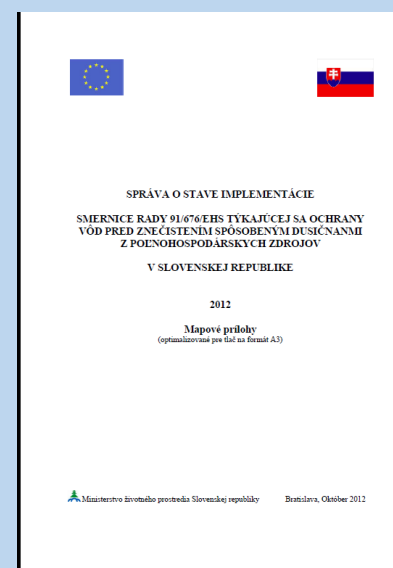 SPRÁVA O STAVE IMPLEMENTÁCIE
SMERNICE RADY 91/676/EHS TÝKAJÚCEJ SA OCHRANY
VÔD PRED ZNEČISTENÍM SPÔSOBENÝM DUSIČNANMI
Z POĽNOHOSPODÁRSKYCH ZDROJOV
V SLOVENSKEJ REPUBLIKE
2012
Mapové prílohy
(optimalizované pre tlač na formát A3)
Ministerstvo životného prostredia Slovenskej republiky Bratislava, Október 2012